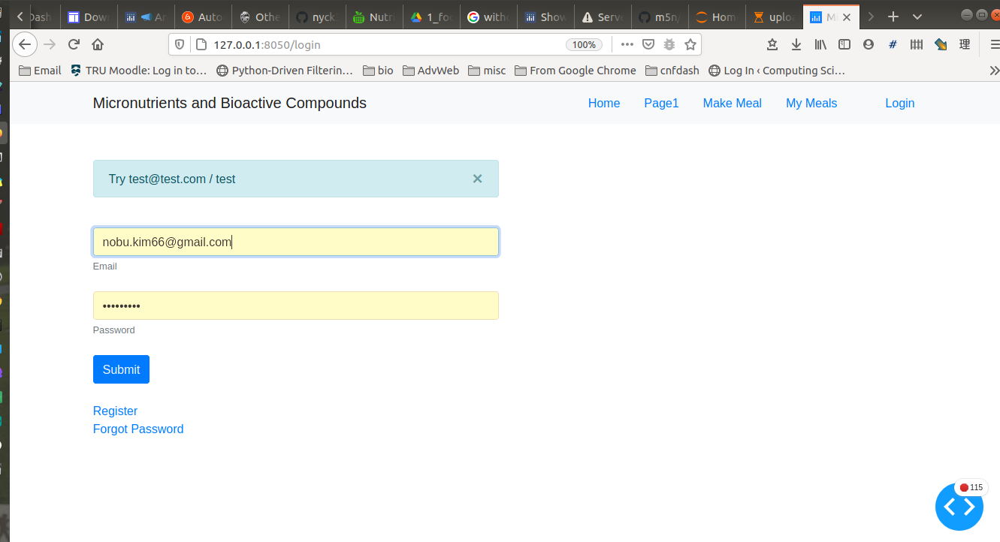 Dash
Dow
Ar
Auto
Othe
nyck
Nutri
1_foo
with
Show
Serve
m5n/
Hom
uploa
Mi
127.0.0.1:8050/login
100%
#
理
Email
TRU Moodle: Log in to…
Python-Driven Filterin…
bio
AdvWeb
misc
From Google Chrome
cnfdash
Log In ‹ Computing Sci…
Micronutrients and Bioactive Compounds
Home
Page1
Make Meal
My Meals
Login
Try test@test.com / test
nobu.kim66@gmail.com
Email
•••••••••
Password
Submit
Register
Forgot Password
115